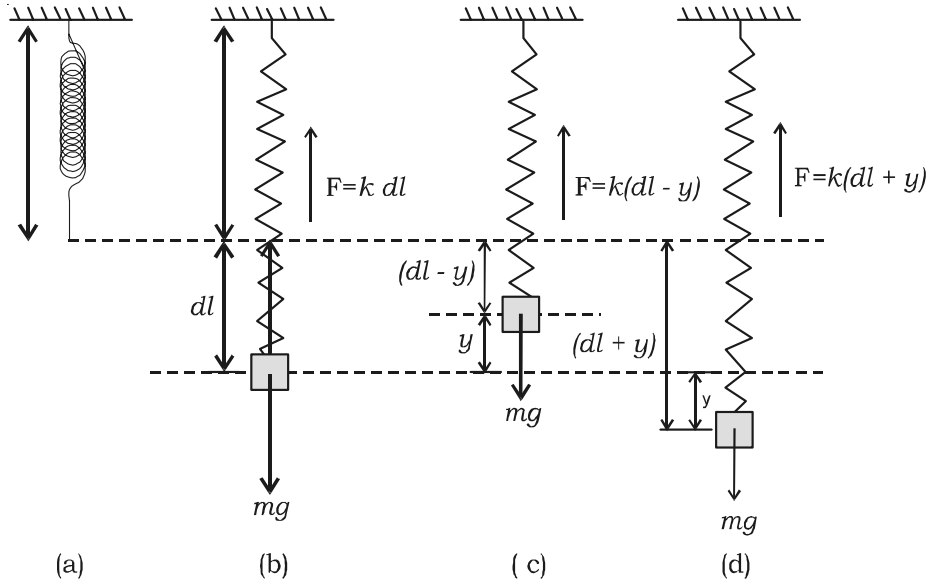 F=k dl
F=k(dl - y)
F=k(dl + y)
(dl - y)
dl
y
(dl + y)
y
mg
mg
mg
(a)
(b)
( c)
(d)